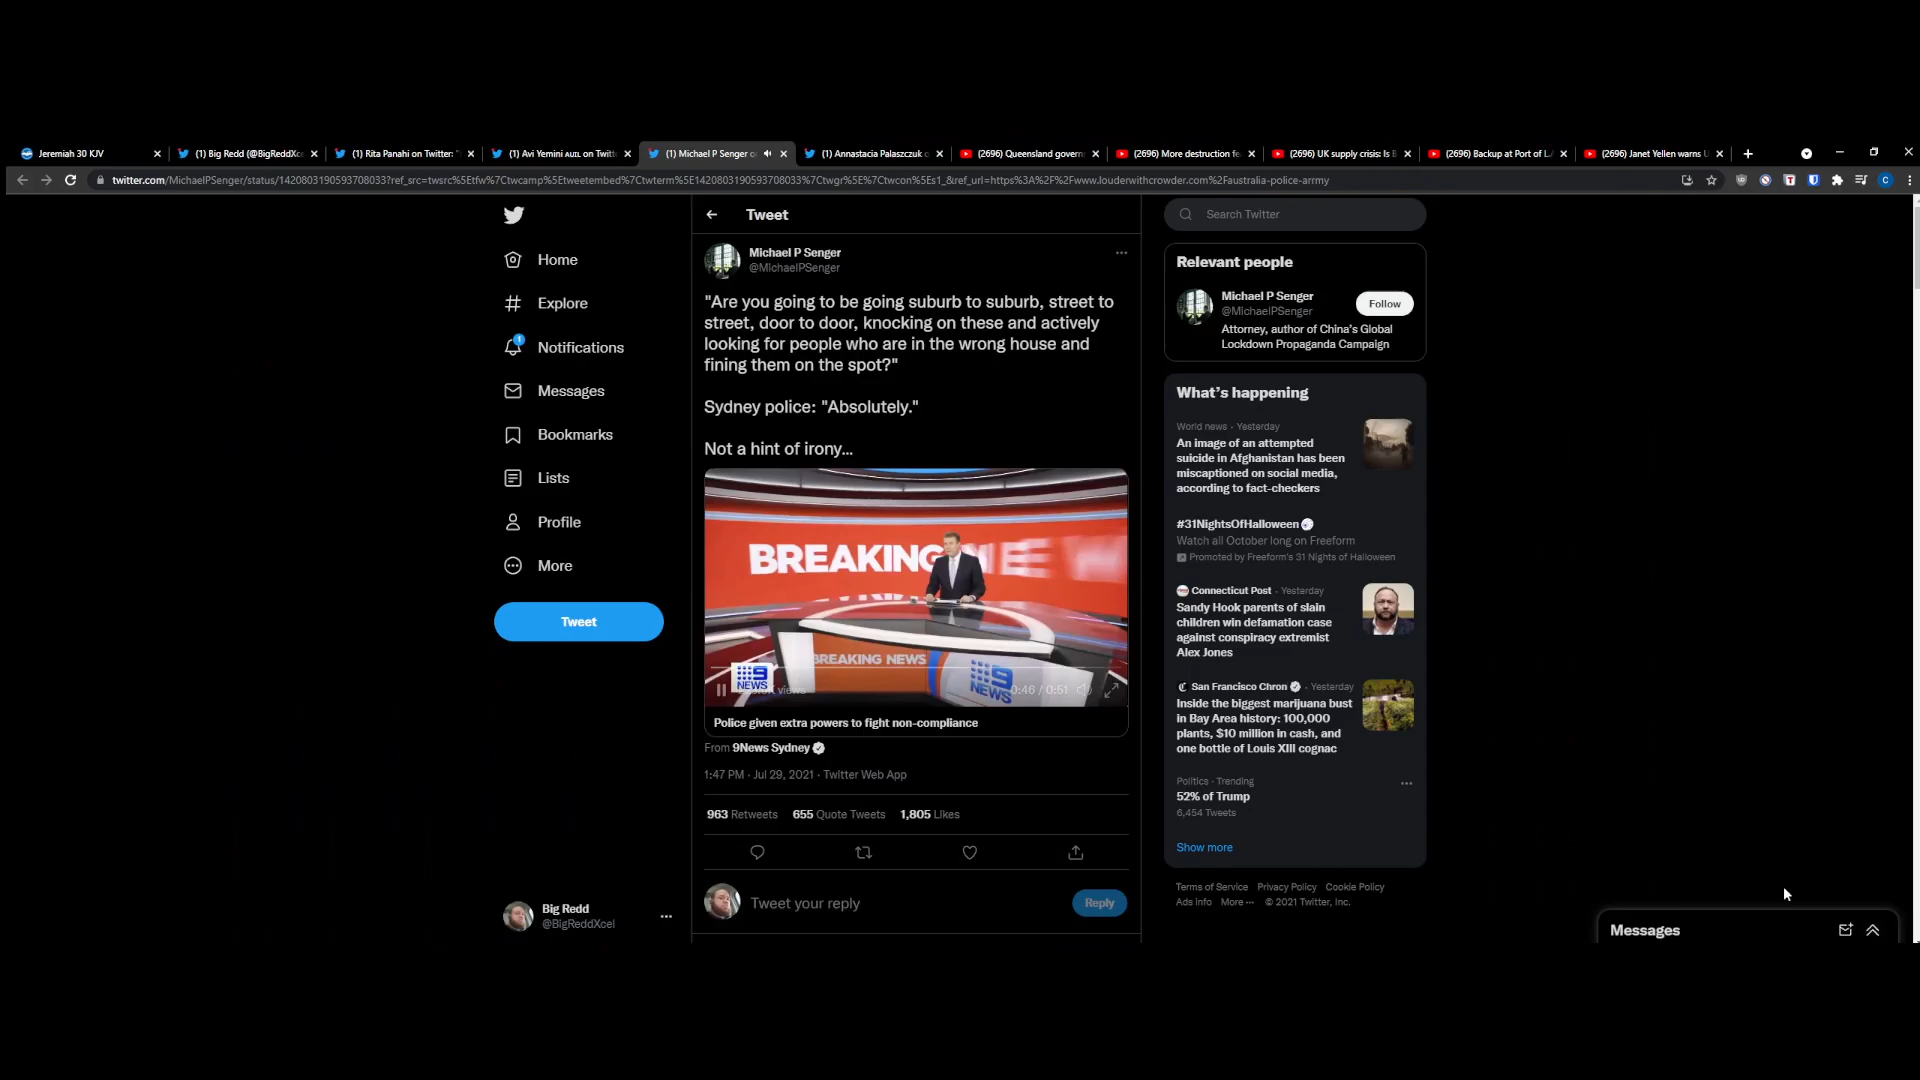 Jeremiah 30 KJV
(1) Big Redd (@BigReddXce
(1) Rita Panahi on Twitter: "
(1) Avi Yemini
on Twitt
(1) Michael P Senger o
(1) Annastacia Palaszczuk o
(2696) Queensland govern
(2696) More destruction fe
(2696) UK supply crisis: Is B
(2696) Backup at Port of L
(2696) Janet Yellen warns U
twitter.com/MichaelPSenger/status/1420803190593708033?ref_src=twsrc%5Etfw%7Ctwcamp%5Etweetembed%7Ctwterm%5E1420803190593708033%7Ctwgr%5E%7Ctwcon%5Es1_&ref_url=https%3A%2F%2Fwww.louderwithcrowder.com%2Faustralia-police-army
Home
Explore
Notifications
1
Messages
Bookmarks
Lists
Profile
More
Tweet
Big Redd
@BigReddXcel
Tweet
Michael P Senger
@MichaelPSenger
"Are you going to be going suburb to suburb, street to
street, door to door, knocking on these and actively
looking for people who are in the wrong house and
fining them on the spot?"
Sydney police: "Absolutely."
Not a hint of irony...
BREAKING NE
BREAKING NEWS
9
NEWS
9
NEWS
views
0:46 / 0:51
Police given extra powers to fight non-compliance
From 9News Sydney
1:47 PM · Jul 29, 2021 · Twitter Web App
963 Retweets 655 Quote Tweets 1,805 Likes
Tweet your reply
Reply
Search Twitter
Relevant people
Michael P Senger
@MichaelPSenger
Follow
Attorney, author of China's Global
Lockdown Propaganda Campaign
What's happening
World news · Yesterday
An image of an attempted
suicide in Afghanistan has been
miscaptioned on social media,
according to fact-checkers
#31NightsOfHalloween
Watch all October long on Freeform
Promoted by Freeform's 31 Nights of Halloween
Connecticut Post · Yesterday
Sandy Hook parents of slain
children win defamation case
against conspiracy extremist
Alex Jones
San Francisco Chron · Yesterday
Inside the biggest marijuana bust
in Bay Area history: 100,000
plants, $10 million in cash, and
one bottle of Louis XIII cognac
Politics · Trending
52% of Trump
6,454 Tweets
Show more
Terms of Service Privacy Policy Cookie Policy
Ads info More ··· © 2021 Twitter, Inc.
Messages